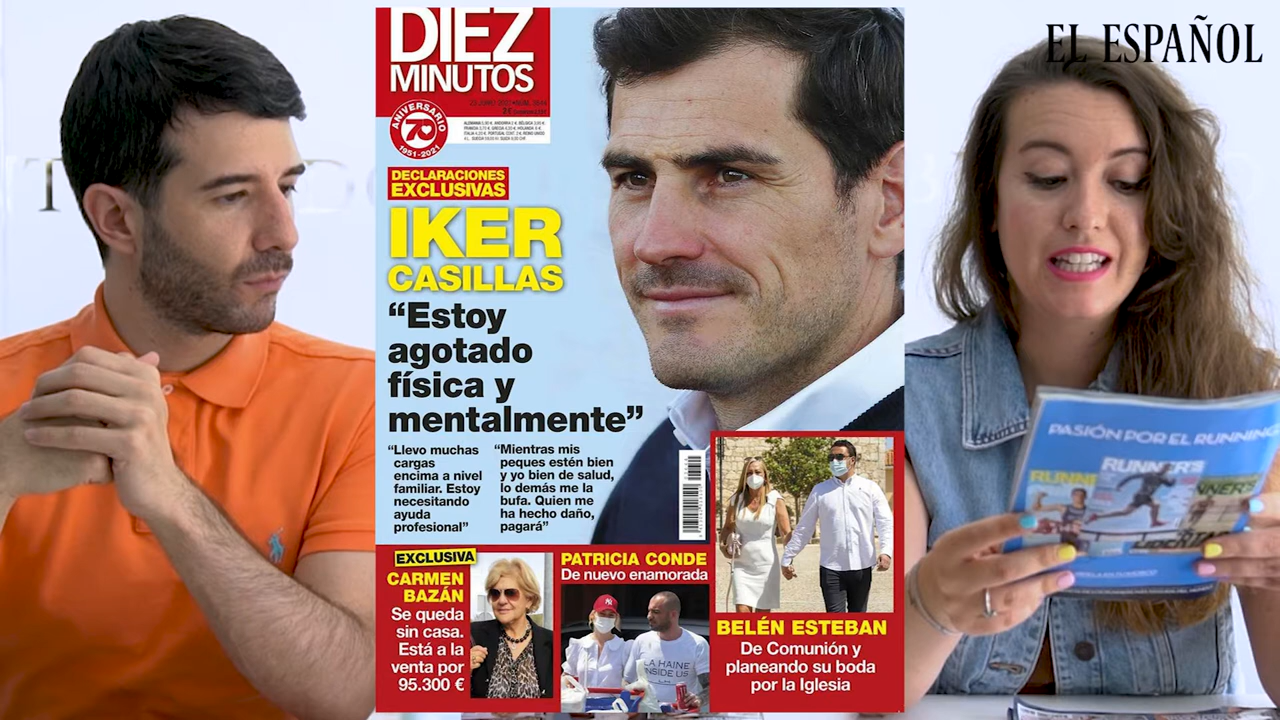 EL ESPAÑOL
DIEZ
MINUTOS
ANIVERSARIO
70
1951-2021
DECLARACIONES
EXCLUSIVAS
IKER
CASILLAS
“Estoy
agotado
física y
mentalmente”
“Llevo muchas
cargas
encima a nivel
familiar. Estoy
necesitando
ayuda
profesional”
“Mientras mis
peques estén bien
y yo bien de salud,
lo demás me la
bufa. Quien me
ha hecho daño,
pagará”
EXCLUSIVA
CARMEN
BAZÁN
Se queda
sin casa.
Está a la
venta por
95.300 €
PATRICIA CONDE
De nuevo enamorada
LA HAINE
INSIDE US
BELÉN ESTEBAN
De Comunión y
planeando su boda
por la Iglesia
PASIÓN POR EL RUNNING
RUNNER'S